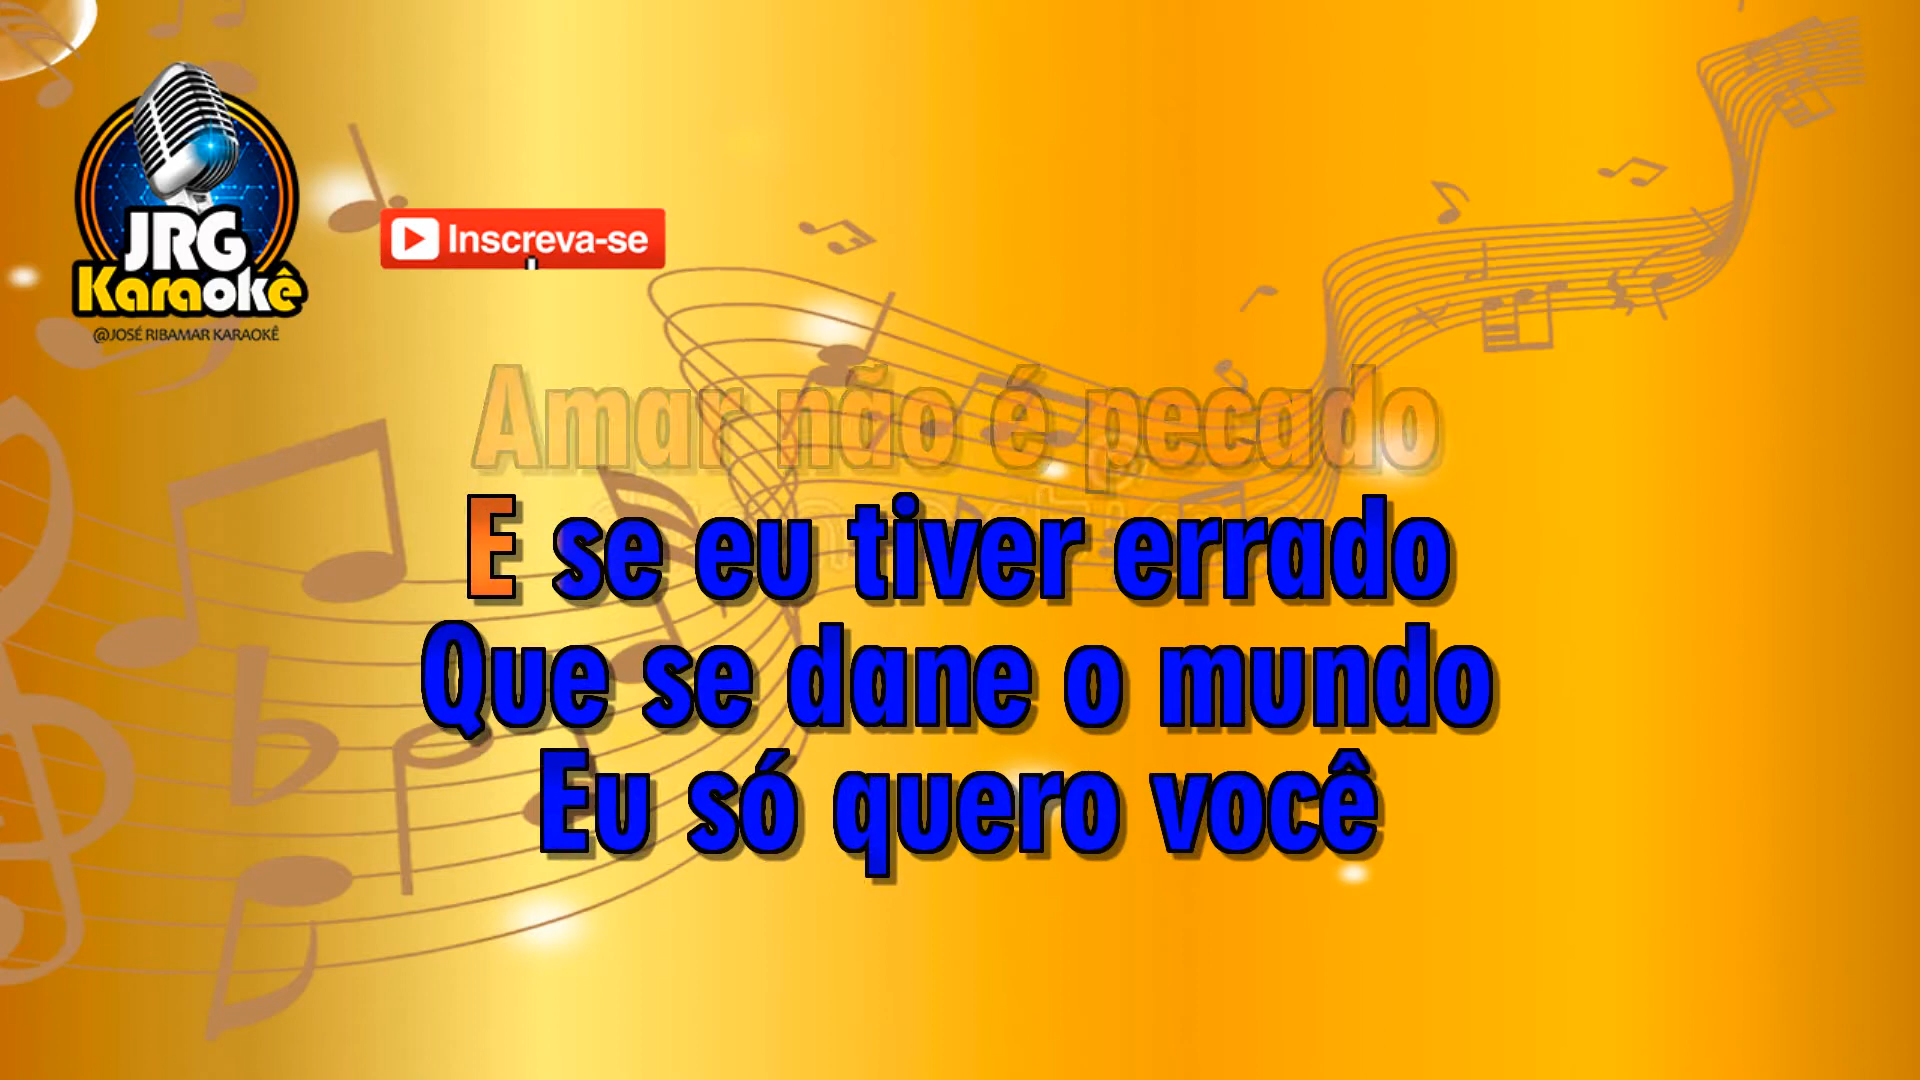 JRG
Karaokê
@JOSÉ RIBAMAR KARAOKÊ
Inscreva-se
Amar não é pecado
E se eu tiver errado
Que se dane o mundo
Eu só quero você